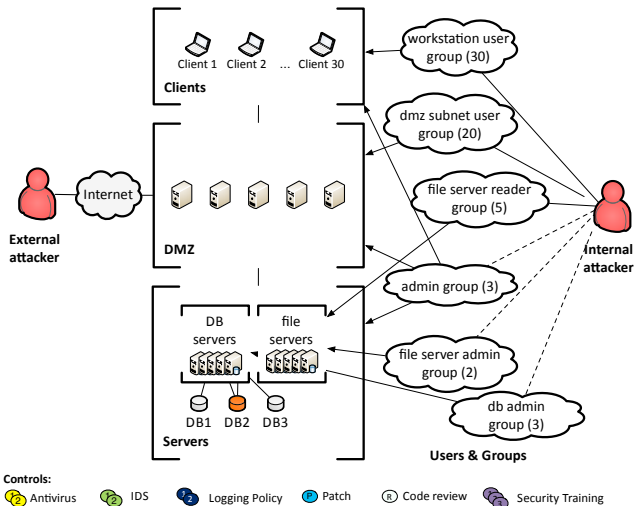 Client 1
Client 2
...
Client 30
Clients
workstation user
group (30)
dmz subnet user
group (20)
file server reader
group (5)
Internet
External
attacker
DMZ
Internal
attacker
admin group (3)
DB
servers
file
servers
file server admin
group (2)
db admin
group (3)
DB1
DB2
DB3
Servers
Users & Groups
Controls:
Antivirus
IDS
Logging Policy
P
Patch
R
Code review
Security Training